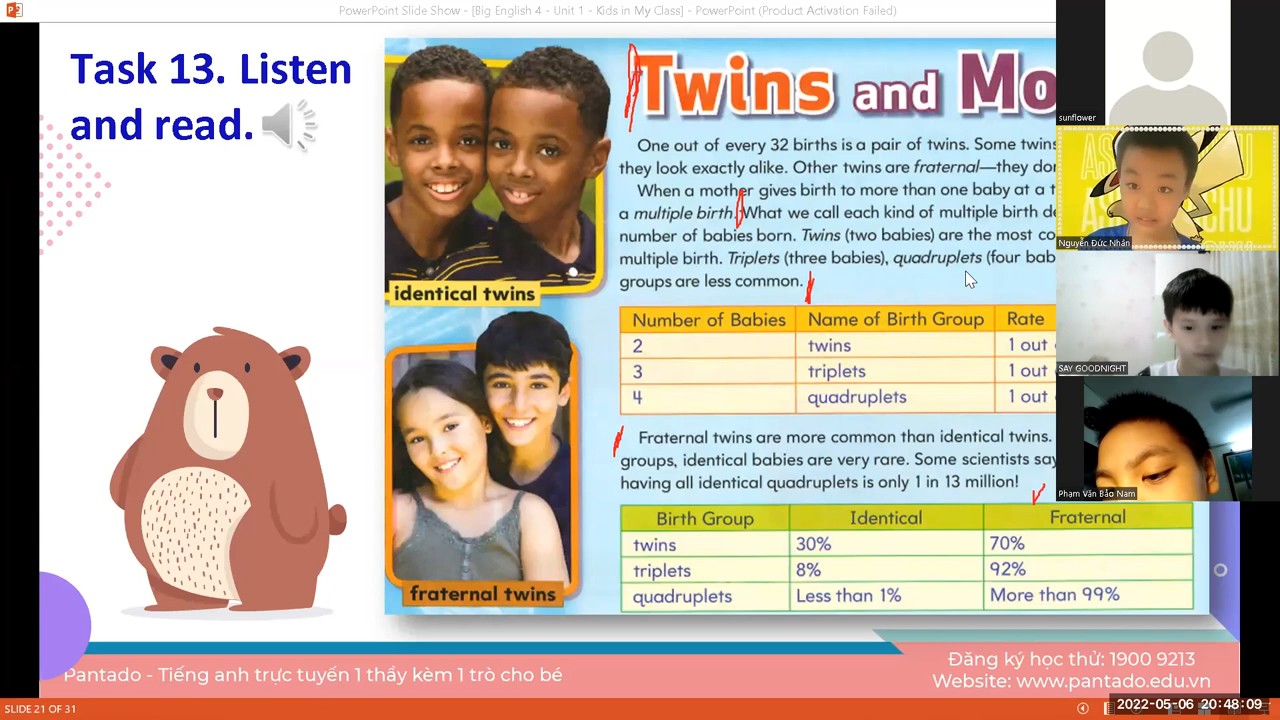 PowerPoint Slide Show - [Big English 4 - Unit 1 - Kids in My Class] - PowerPoint (Product Activation Failed)
Task 13. Listen
and read.
Twins and Mo
One out of every 32 births is a pair of twins. Some twins
they look exactly alike. Other twins are fraternal—they don
When a mother gives birth to more than one baby at a t
a multiple birth. What we call each kind of multiple birth de
number of babies born. Twins (two babies) are the most co
multiple birth. Triplets (three babies), quadruplets (four bab
groups are less common.
identical twins
Number of Babies Name of Birth Group Rate
2 twins 1 out
3 triplets 1 out
4 quadruplets 1 out
Fraternal twins are more common than identical twins.
groups, identical babies are very rare. Some scientists say
having all identical quadruplets is only 1 in 13 million!
fraternal twins
Birth Group Identical Fraternal
twins 30% 70%
triplets 8% 92%
quadruplets Less than 1% More than 99%
sunflower
Nguyễn Đức Nhân
SAY GOODNIGHT
Phạm Văn Bảo Nam
Pantado - Tiếng anh trực tuyến 1 thầy kèm 1 trò cho bé
Đăng ký học thử: 1900 9213
Website: www.pantado.edu.vn
SLIDE 21 OF 31
2022-05-06 20:48:09